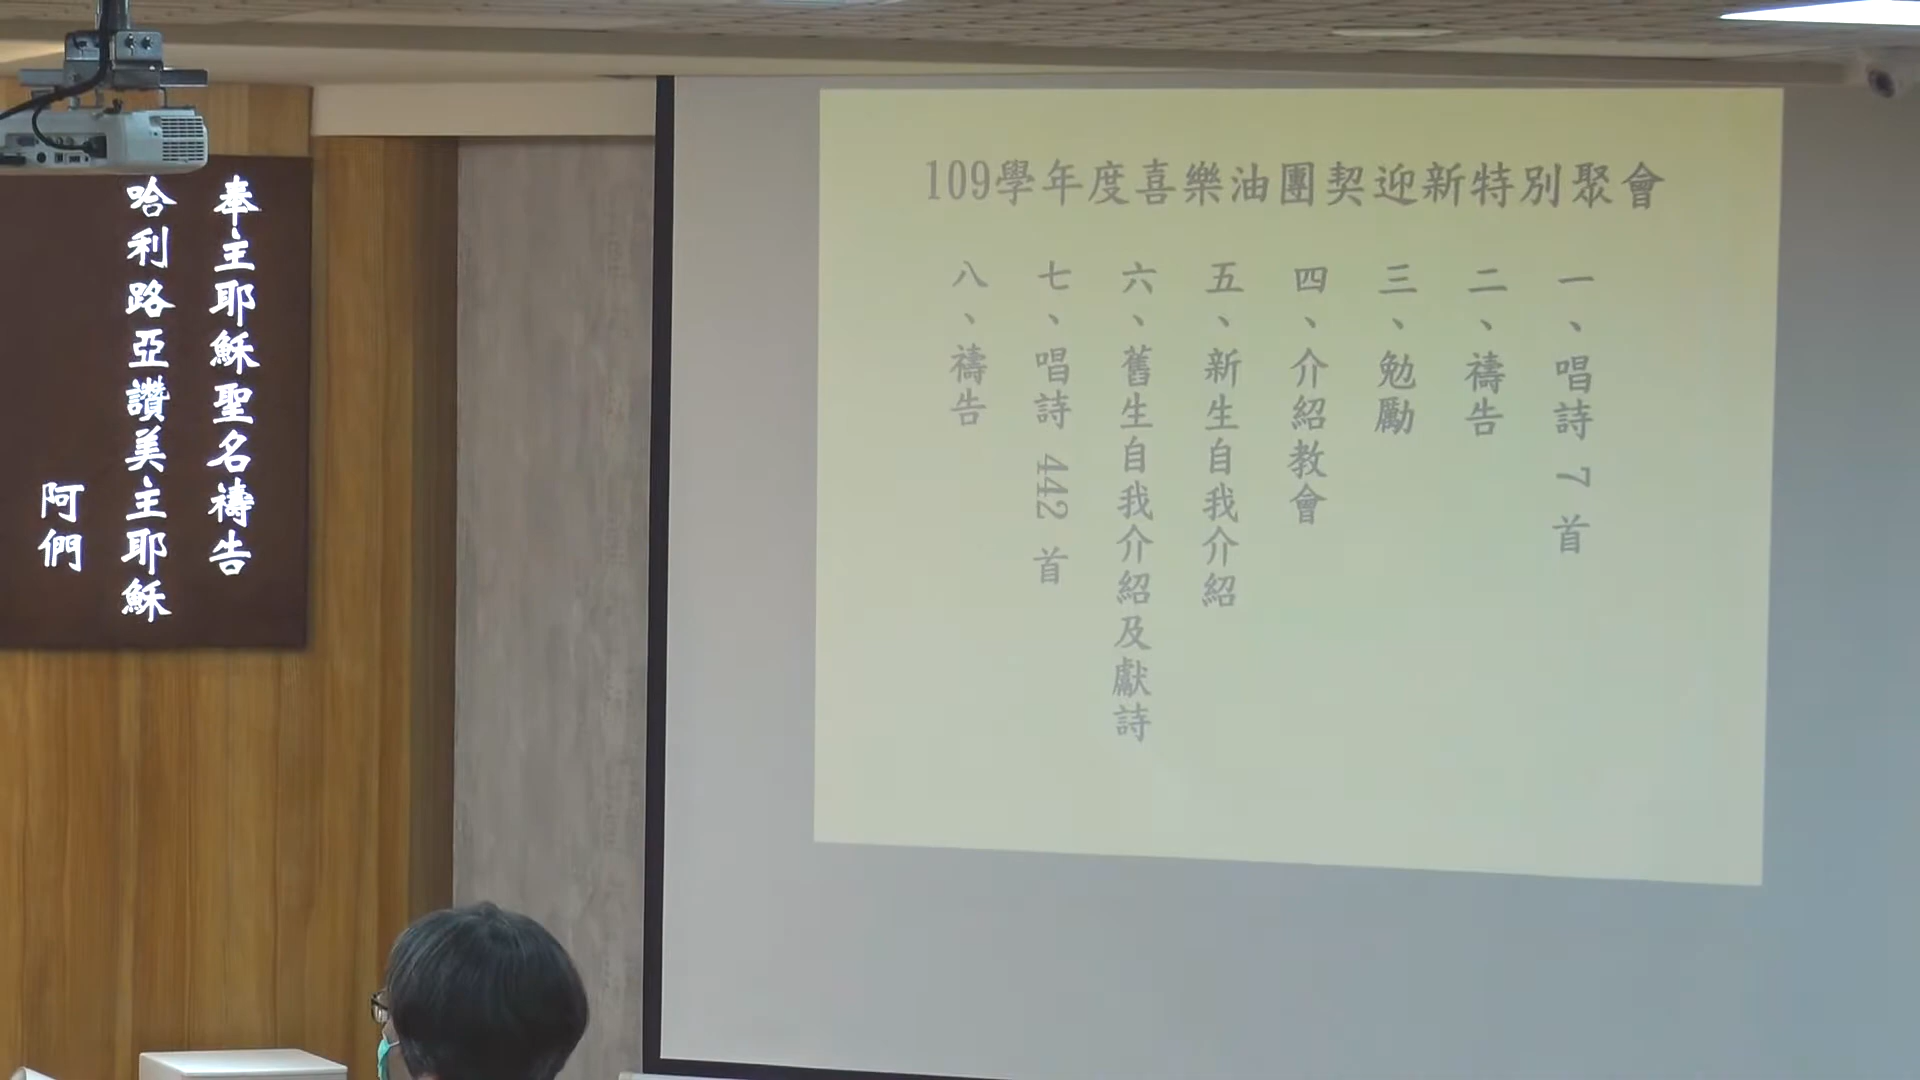 奉主耶穌聖名禱告
哈利路亞讚美主耶穌
阿們
109學年度喜樂油團契迎新特別聚會
一、唱詩 7 首
二、禱告
三、勉勵
四、介紹教會
五、新生自我介紹
六、舊生自我介紹及獻詩
七、唱詩 442 首
八、禱告